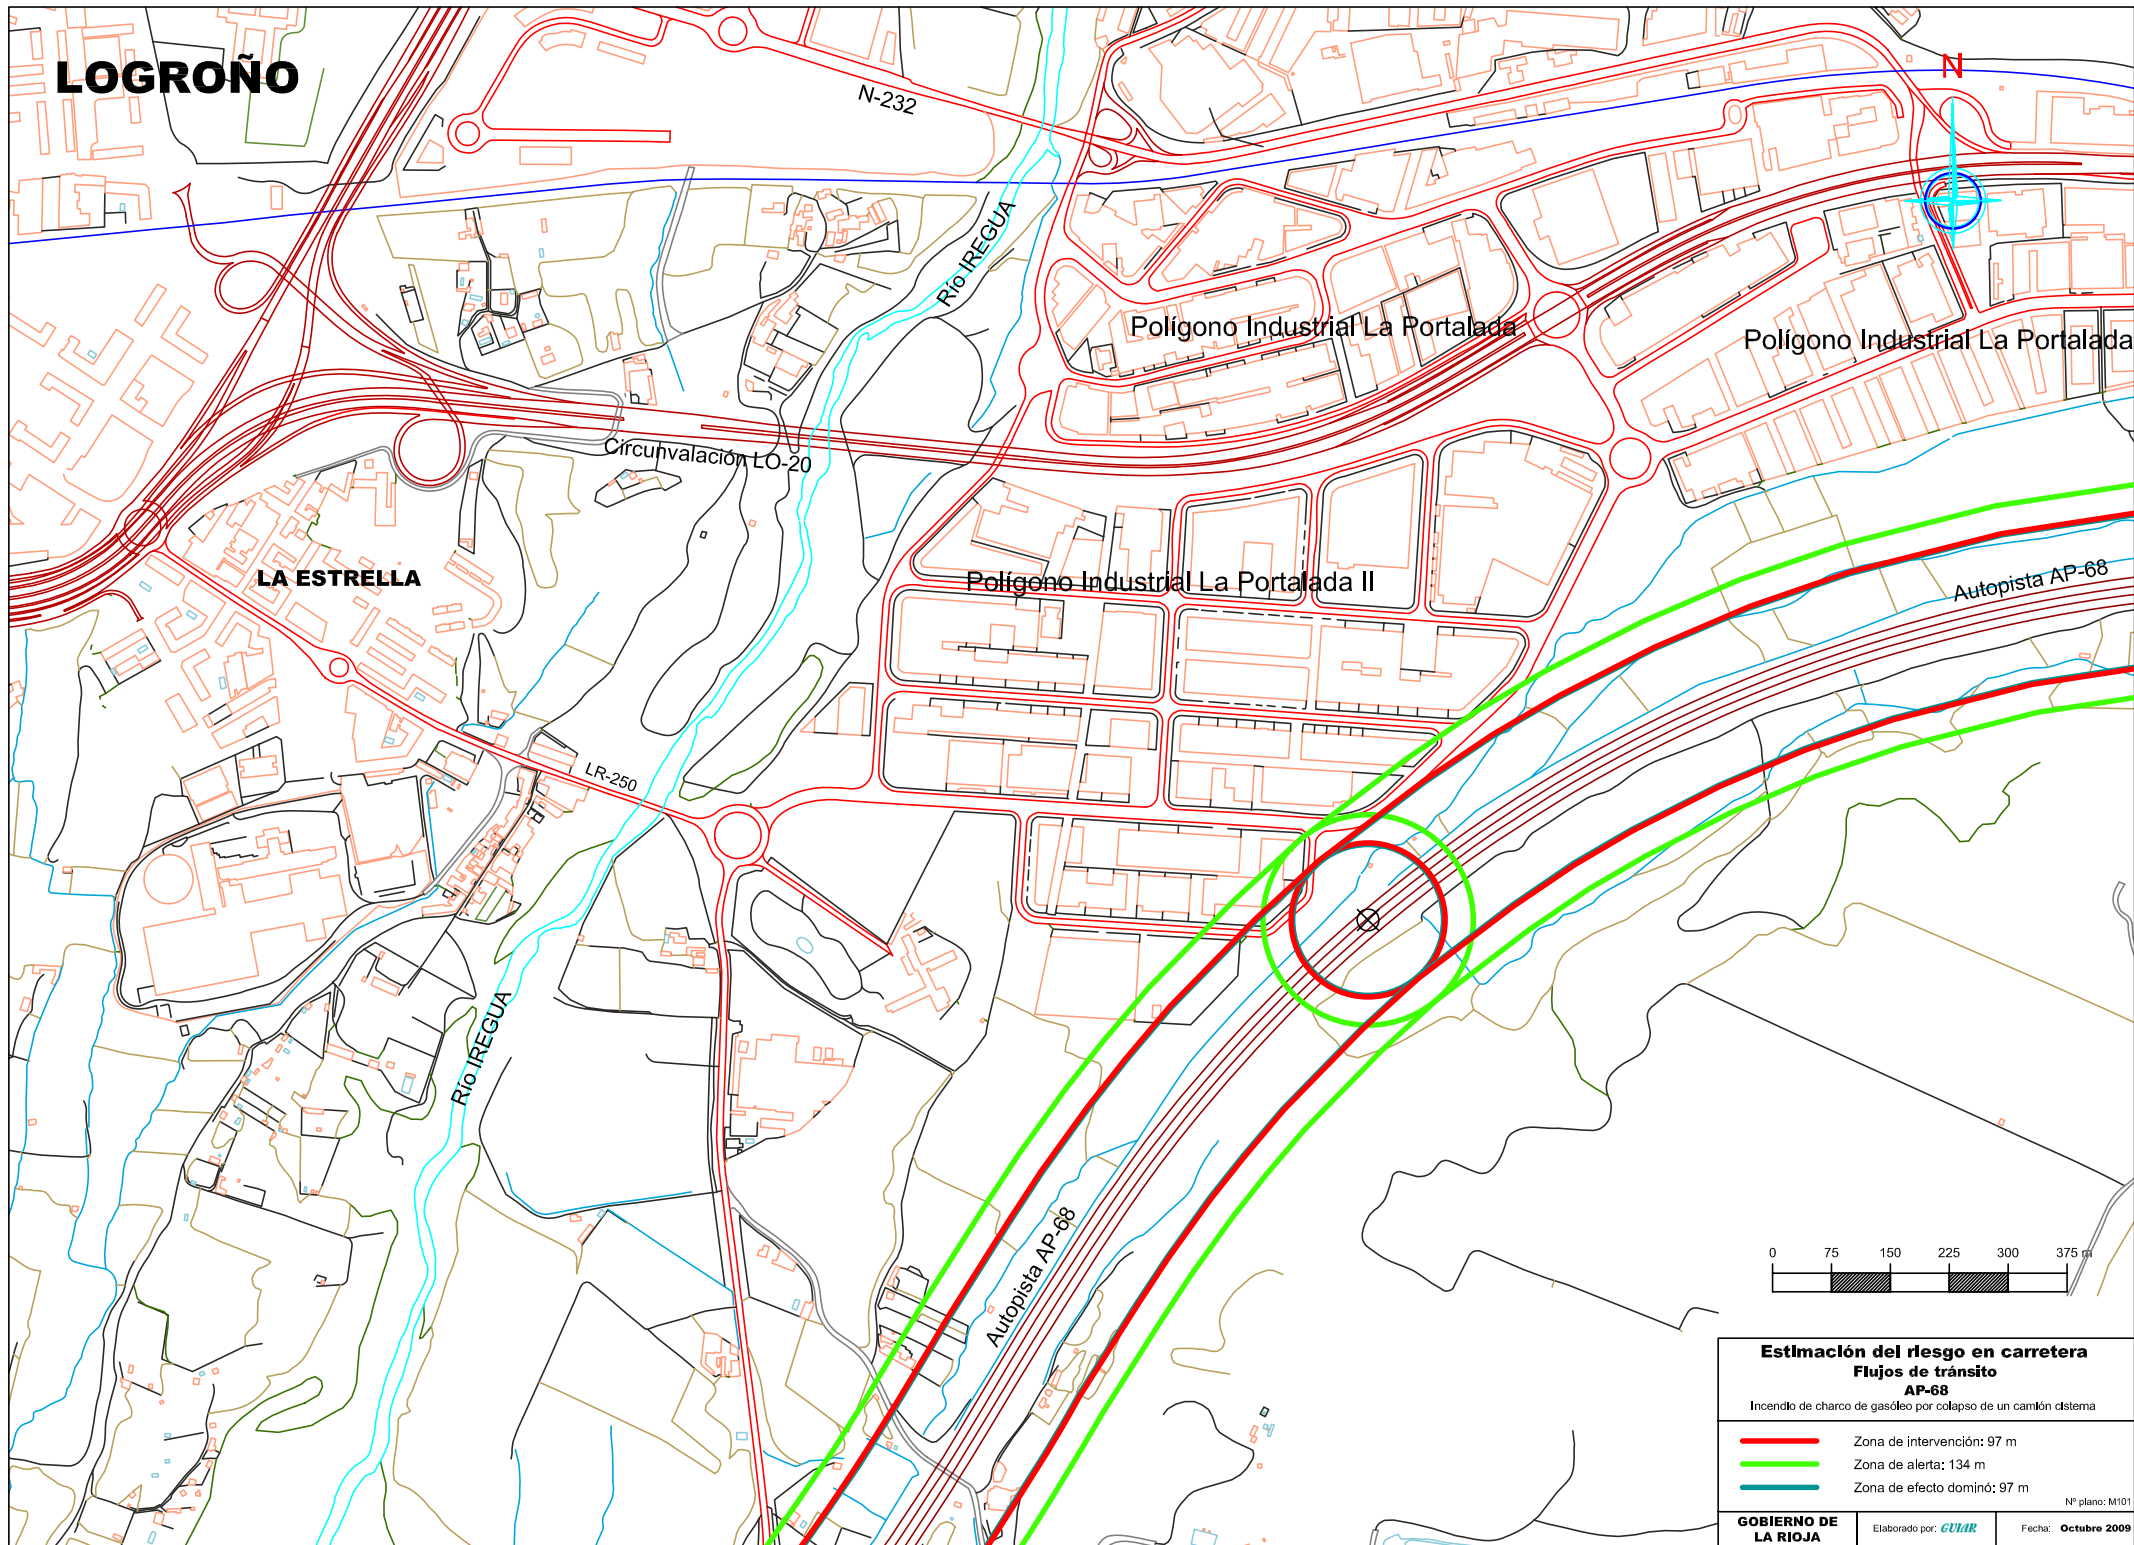 LOGROÑO
N
N-232
Río IREGUA
Polígono Industrial La Portalada
Polígono Industrial La Portalada
Circunvalación LO-20
LA ESTRELLA
Polígono Industrial La Portalada II
Autopista AP-68
LR-250
Río IREGUA
Autopista AP-68
0 75 150 225 300 375 m
Estimación del riesgo en carretera
Flujos de tránsito
AP-68
Incendio de charco de gasóleo por colapso de un camión cisterna
Zona de intervención: 97 m
Zona de alerta: 134 m
Zona de efecto dominó: 97 m
Nº plano: M101
GOBIERNO DE
LA RIOJA
Elaborado por: GUIAR
Fecha: Octubre 2009